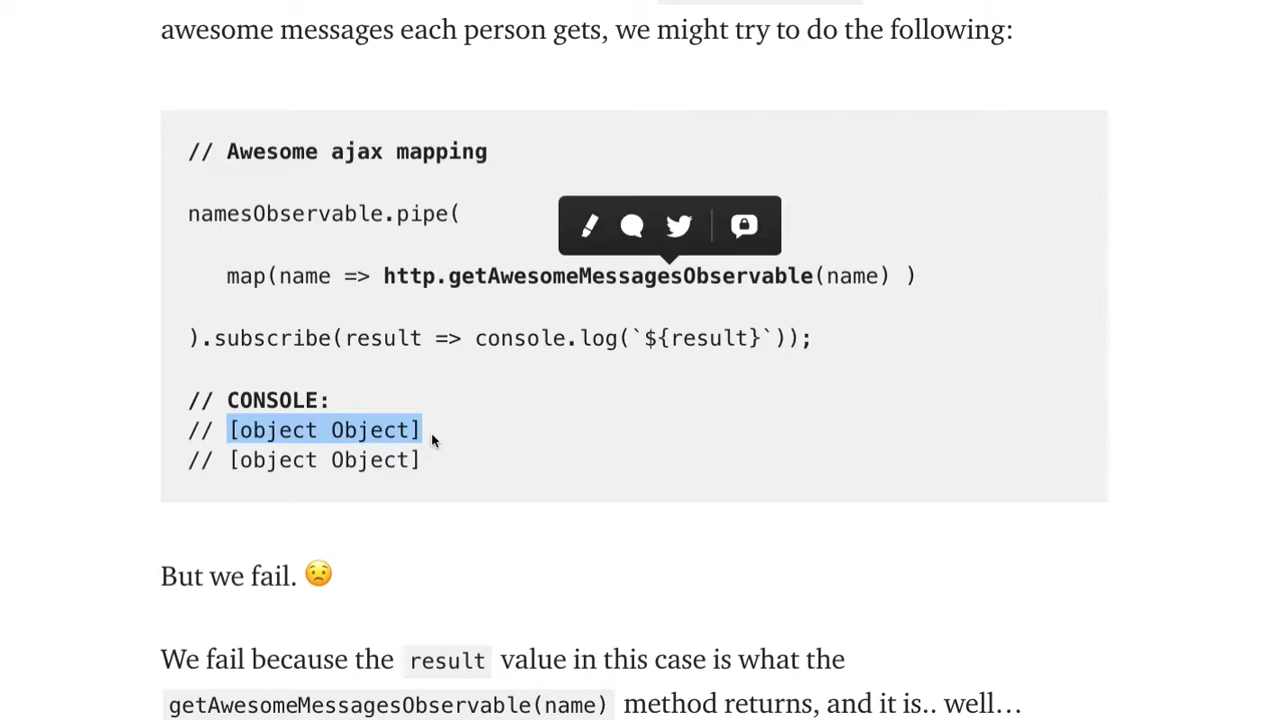 awesome messages each person gets, we might try to do the following:
// Awesome ajax mapping
namesObservable.pipe(
map(name => http.getAwesomeMessagesObservable(name) )
).subscribe(result => console.log(`${result}`));
// CONSOLE:
// [object Object]
// [object Object]
But we fail. 😟
We fail because the result value in this case is what the
getAwesomeMessagesObservable(name) method returns, and it is.. well…